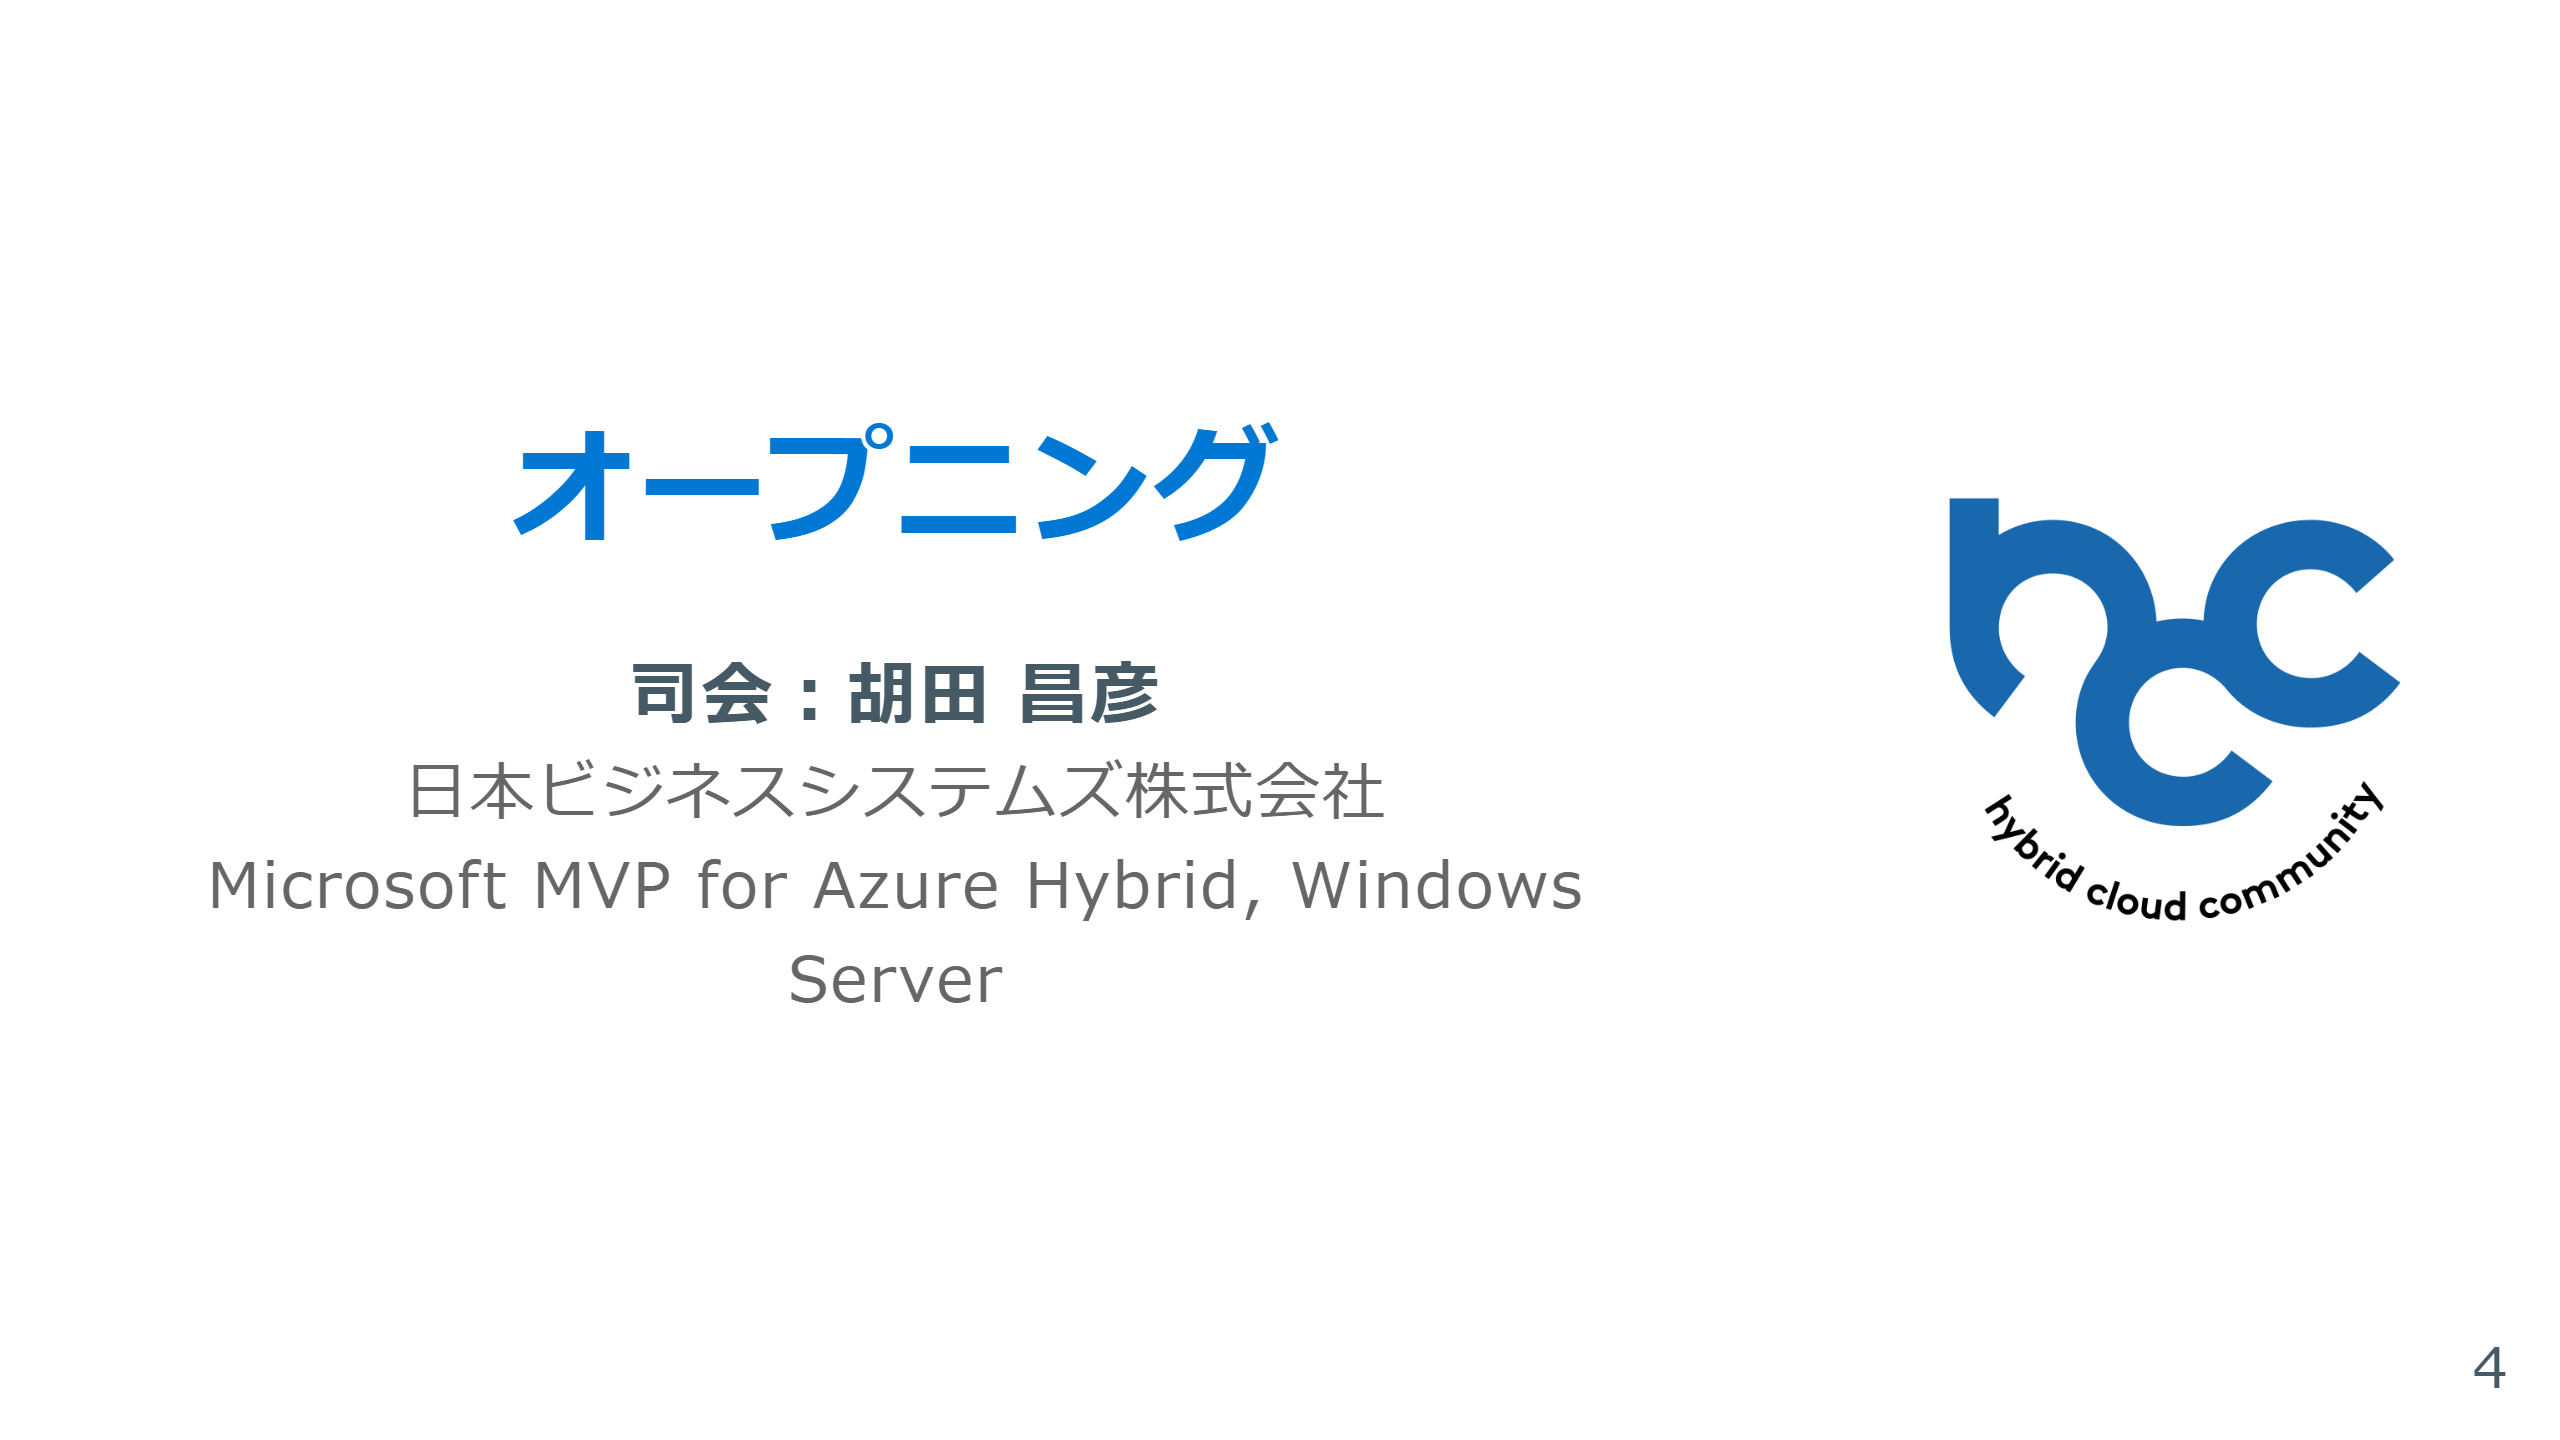 オープニング
司会：胡田 昌彦
日本ビジネスシステムズ株式会社
Microsoft MVP for Azure Hybrid, Windows
Server
hcc
hybrid cloud community
4